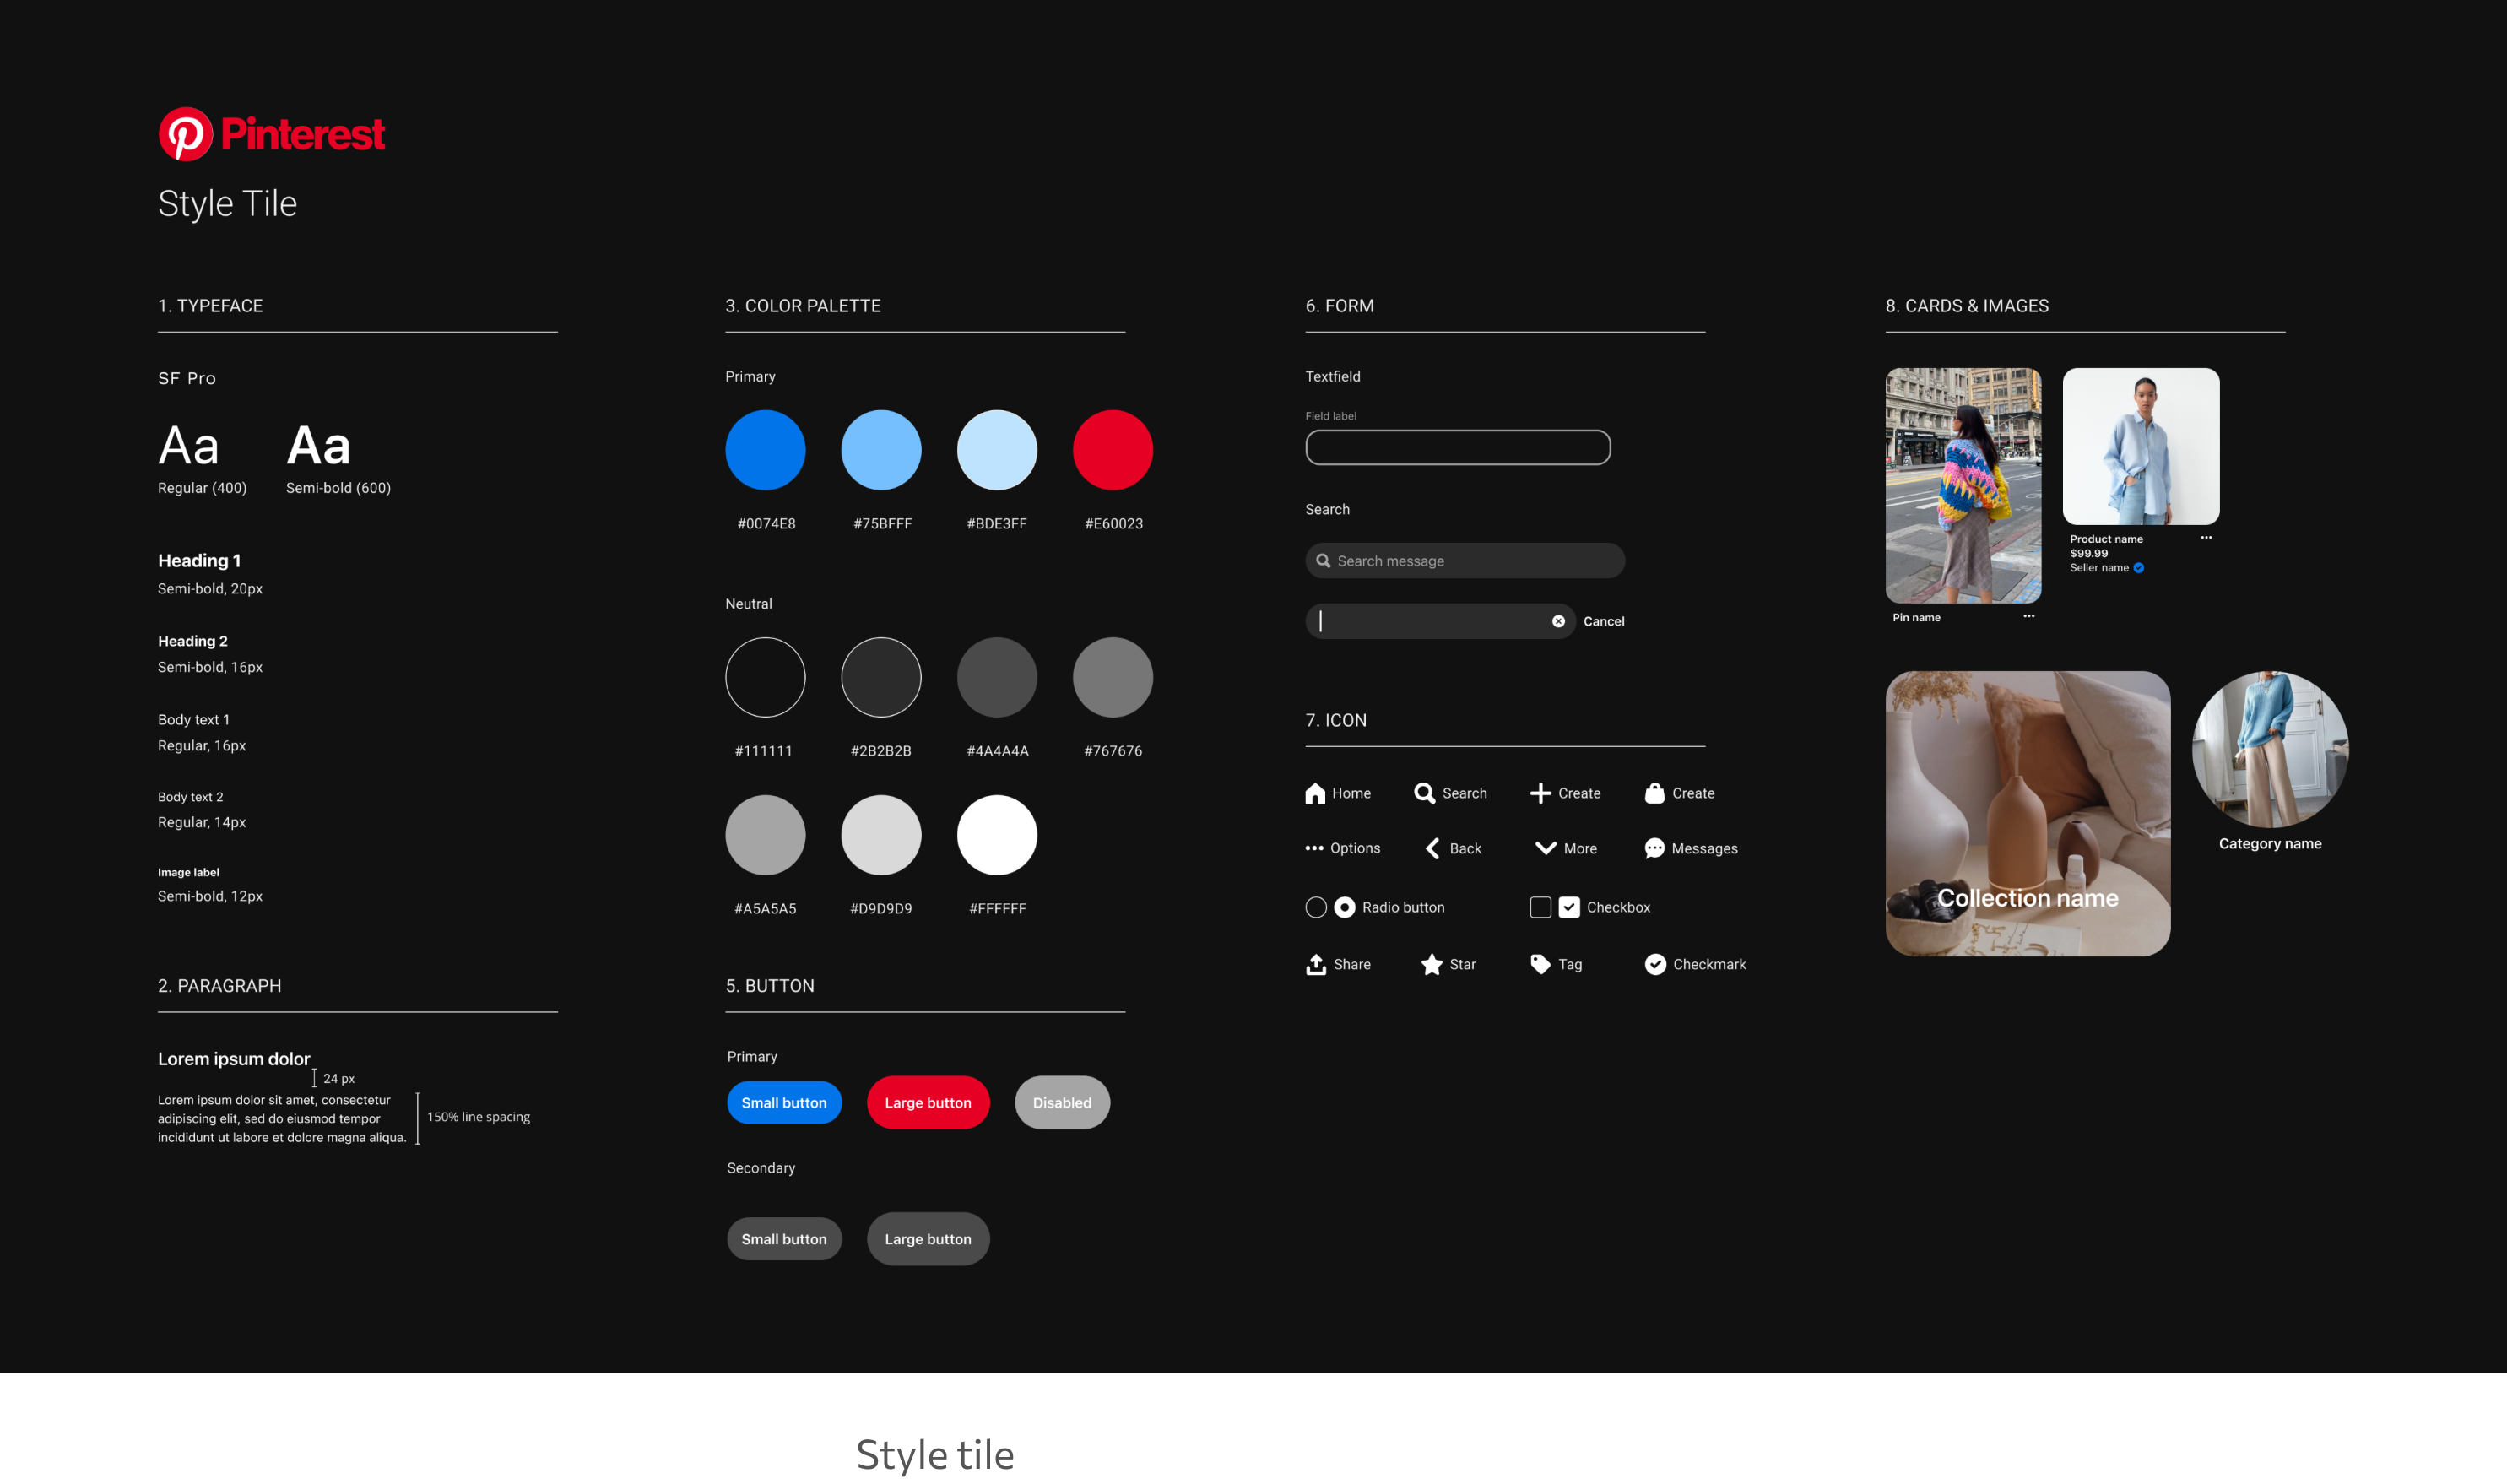 Pinterest
Style Tile
1. TYPEFACE
SF Pro
Aa Aa
Regular (400) Semi-bold (600)
Heading 1
Semi-bold, 20px
Heading 2
Semi-bold, 16px
Body text 1
Regular, 16px
Body text 2
Regular, 14px
Image label
Semi-bold, 12px
2. PARAGRAPH
Lorem ipsum dolor
24 px
Lorem ipsum dolor sit amet, consectetur
adipiscing elit, sed do eiusmod tempor
incididunt ut labore et dolore magna aliqua.
150% line spacing
3. COLOR PALETTE
Primary
#0074E8 #75BFFF #BDE3FF #E60023
Neutral
#111111 #2B2B2B #4A4A4A #767676
#A5A5A5 #D9D9D9 #FFFFFF
5. BUTTON
Primary
Small button Large button Disabled
Secondary
Small button Large button
6. FORM
Textfield
Field label
Search
Search message
Cancel
7. ICON
Home Search Create Create
Options Back More Messages
Radio button Checkbox
Share Star Tag Checkmark
8. CARDS & IMAGES
Pin name
Product name
$99.99
Seller name
Collection name
Category name
Style tile